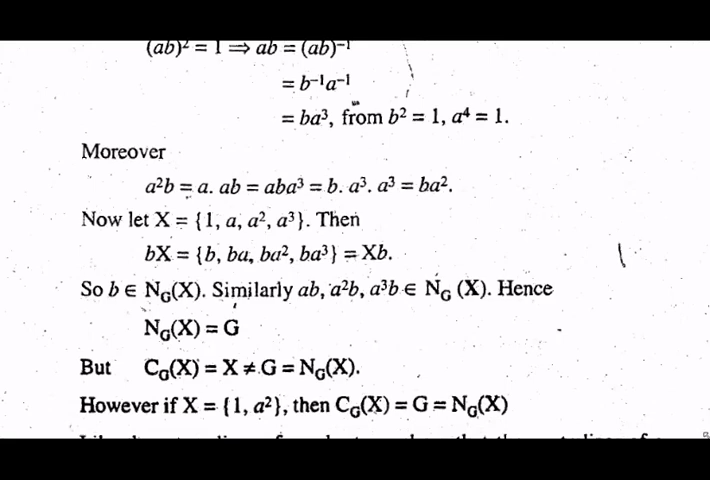 (ab)² = 1 ⇒ ab = (ab)⁻¹
= b⁻¹a⁻¹
= ba³, from b² = 1, a⁴ = 1.
Moreover
a²b = a. ab = aba³ = b. a³. a³ = ba².
Now let X = {1, a, a², a³}. Then
bX = {b, ba, ba², ba³} = Xb.
So b ∈ N_G(X). Similarly ab, a²b, a³b ∈ N_G (X). Hence
N_G(X) = G
But C_G(X) = X ≠ G = N_G(X).
However if X = {1, a²}, then C_G(X) = G = N_G(X)